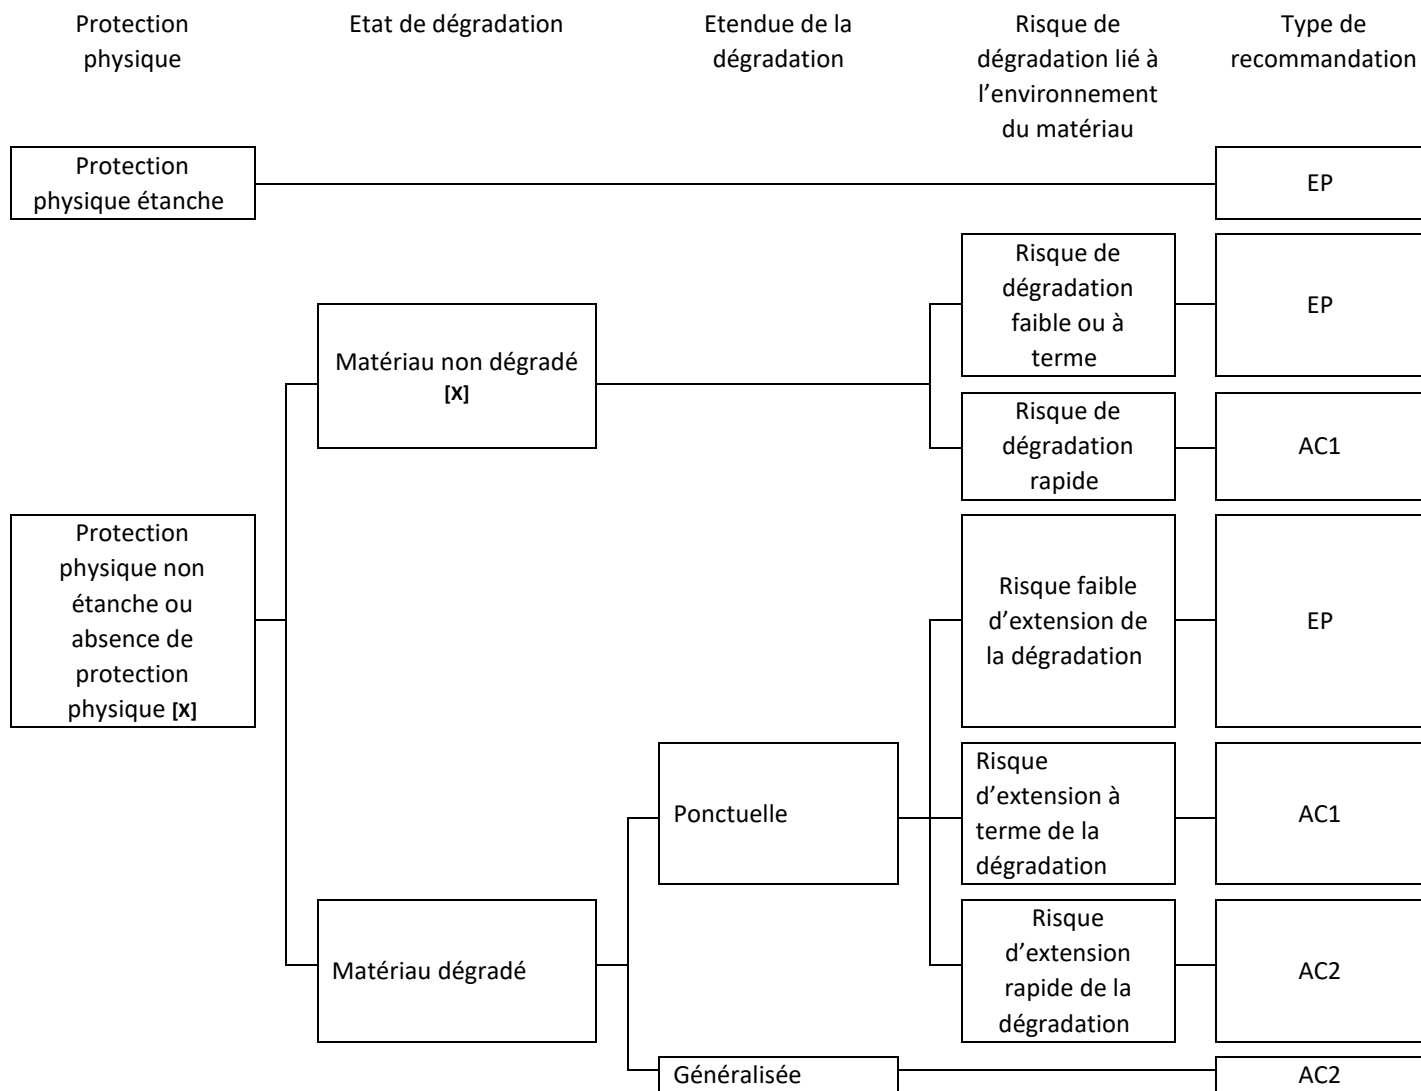 Protection
physique
Etat de dégradation
Etendue de la
dégradation
Risque de
dégradation lié à
l’environnement
du matériau
Type de
recommandation
Protection
physique étanche
EP
Risque de
dégradation
faible ou à
terme
EP
Matériau non dégradé
[X]
Risque de
dégradation
rapide
AC1
Protection
physique non
étanche ou
absence de
protection
physique [X]
Risque faible
d’extension de
la dégradation
EP
Ponctuelle
Risque
d’extension à
terme de la
dégradation
AC1
Matériau dégradé
Risque
d’extension
rapide de la
dégradation
AC2
Généralisée
AC2